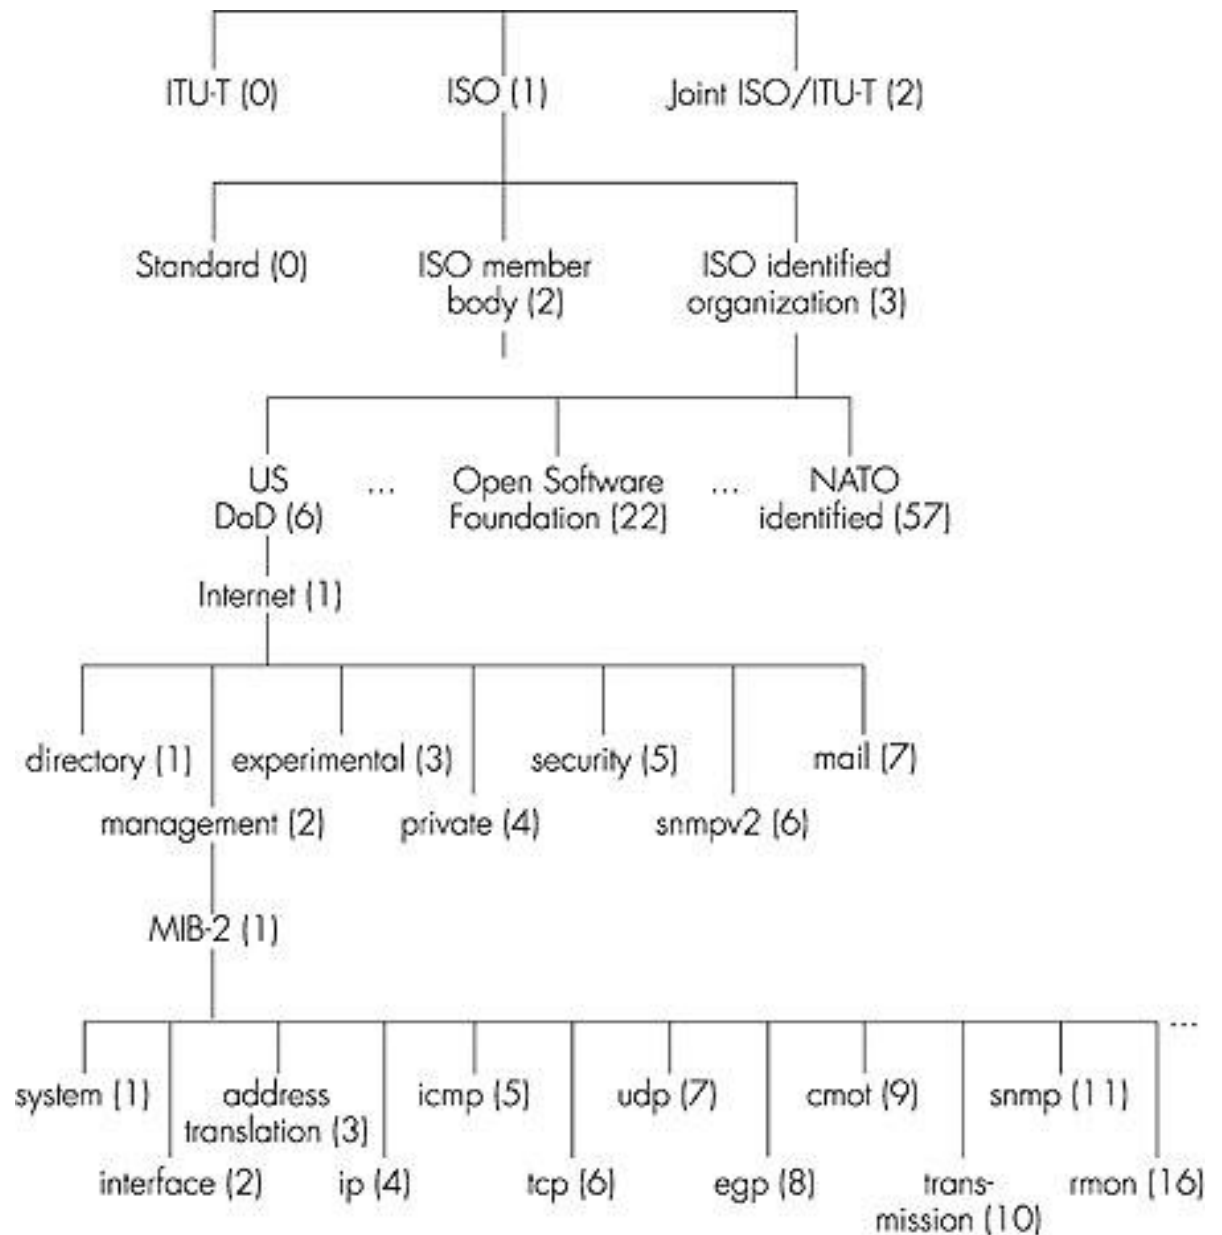 ITU-T (0) ISO (1) Joint ISO/ITU-T (2)
Standard (0) ISO member ISO identified
body (2) organization (3)
US ... Open Software ... NATO
DoD (6) Foundation (22) identified (57)
Internet (1)
directory (1) experimental (3) security (5) mail (7)
management (2) private (4) snmpv2 (6)
MIB-2 (1)
...
system (1) address icmp (5) udp (7) cmot (9) snmp (11)
translation (3)
interface (2) ip (4) tcp (6) egp (8) trans- rmon (16)
mission (10)